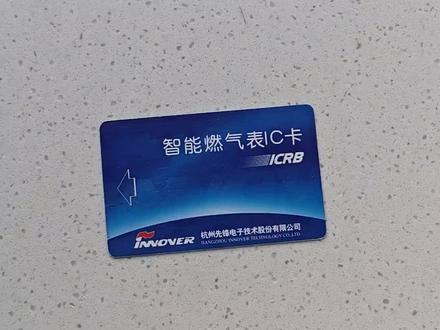 智能燃气表IC卡
ICRB
INNOVER
杭州先锋电子技术股份有限公司
HANGZHOU INNOVER TECHNOLOGY CO.,LTD